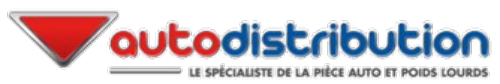 autodistribution
LE SPÉCIALISTE DE LA PIÈCE AUTO ET POIDS LOURDS